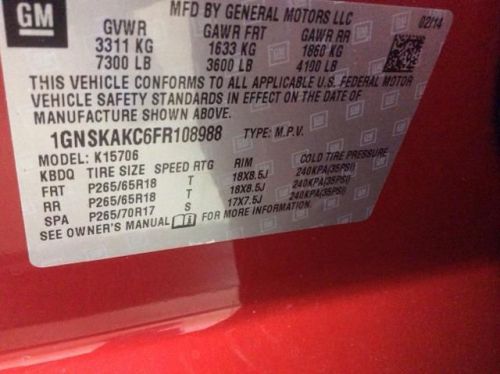 GM
MFD BY GENERAL MOTORS LLC
02/14
GVWR GAWR FRT GAWR RR
3311 KG 1633 KG 1860 KG
7300 LB 3600 LB 4100 LB
THIS VEHICLE CONFORMS TO ALL APPLICABLE U.S. FEDERAL MOTOR
VEHICLE SAFETY STANDARDS IN EFFECT ON THE DATE OF
MANUFACTURE SHOWN ABOVE.
1GNSKAKC6FR108988 TYPE: M.P.V.
MODEL: K15706
KBDQ TIRE SIZE SPEED RTG RIM COLD TIRE PRESSURE
FRT P265/65R18 T 18X8.5J 240KPA(35PSI)
RR P265/65R18 T 18X8.5J 240KPA(35PSI)
SPA P265/70R17 S 17X7.5J 240KPA(35PSI)
SEE OWNER'S MANUAL FOR MORE INFORMATION.